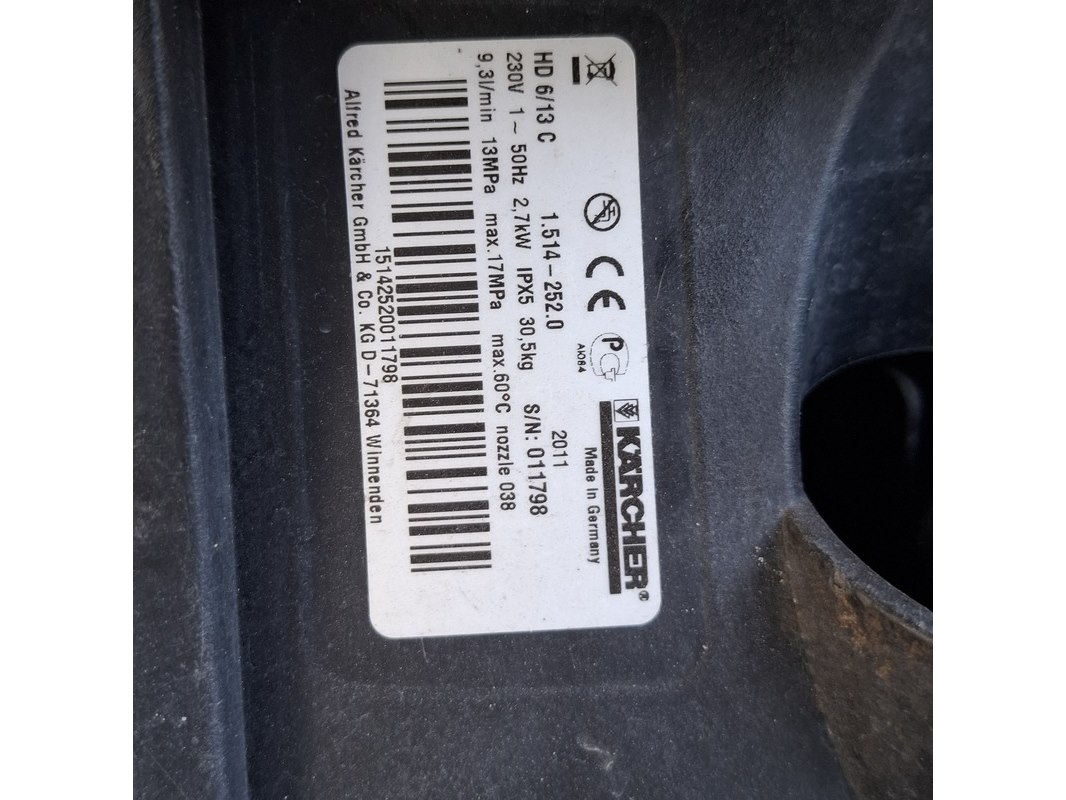 KÄRCHER®
Made in Germany
P
AЮ64
HD 6/13 C 1.514-252.0 2011
230V 1~ 50Hz 2,7kW IPX5 30,5kg S/N: 011798
9,3l/min 13MPa max.17MPa max.60°C nozzle 038
15142520011798
Alfred Kärcher GmbH & Co. KG D-71364 Winnenden